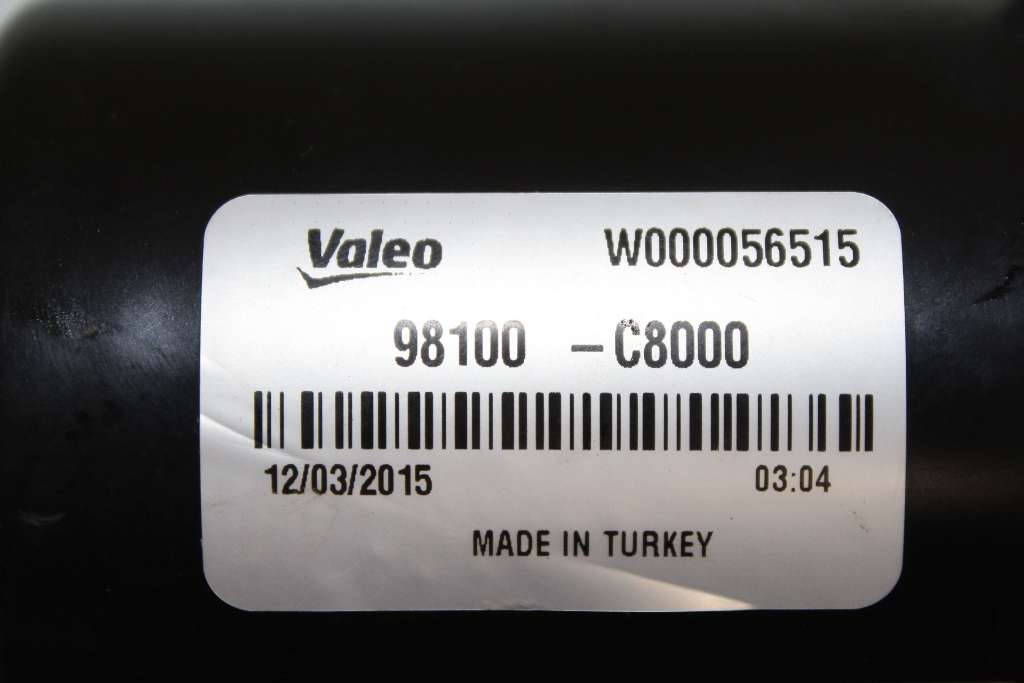 Valeo W000056515
98100 -C8000
12/03/2015 03:04
MADE IN TURKEY